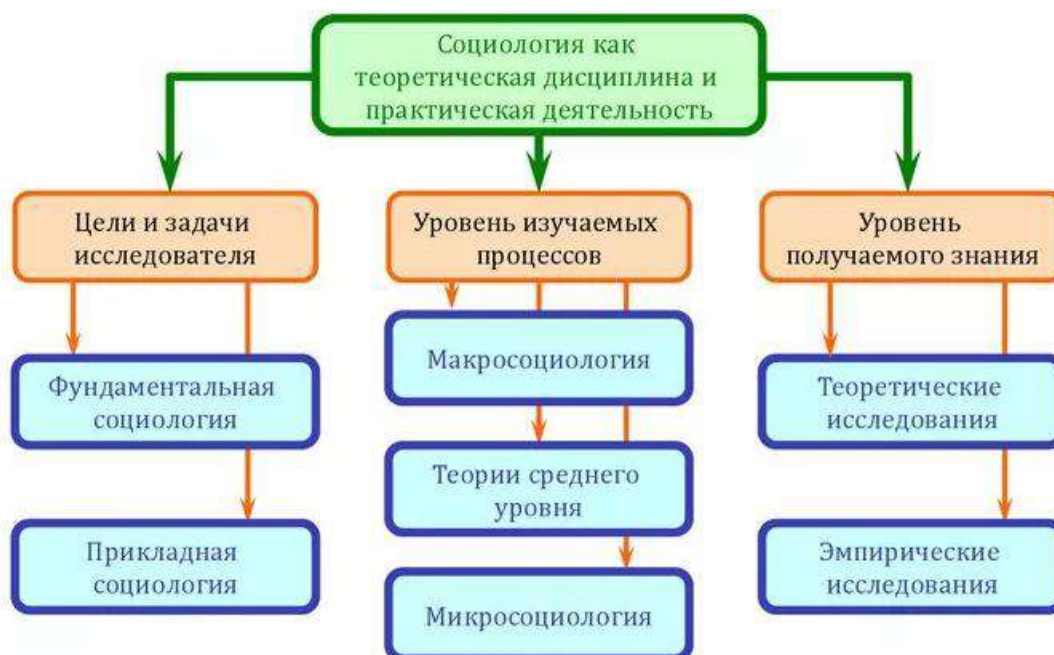 Социология как
теоретическая дисциплина и
практическая деятельность
Цели и задачи
исследователя
Уровень изучаемых
процессов
Уровень
получаемого знания
Фундаментальная
социология
Прикладная
социология
Макросоциология
Теории среднего
уровня
Микросоциология
Теоретические
исследования
Эмпирические
исследования